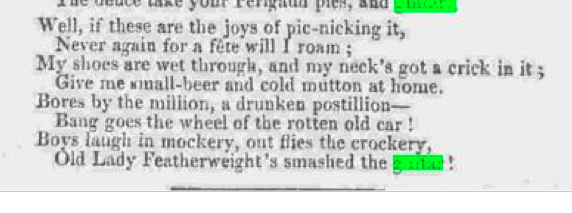 The deuce take your Perigaud pies, and
Well, if these are the joys of pic-nicking it,
Never again for a fête will I roam ;
My shoes are wet through, and my neck's got a crick in it ;
Give me small-beer and cold mutton at home.
Bores by the million, a drunken postillion—
Bang goes the wheel of the rotten old car !
Boys laugh in mockery, out flies the crockery,
Old Lady Featherweight's smashed the guitar !